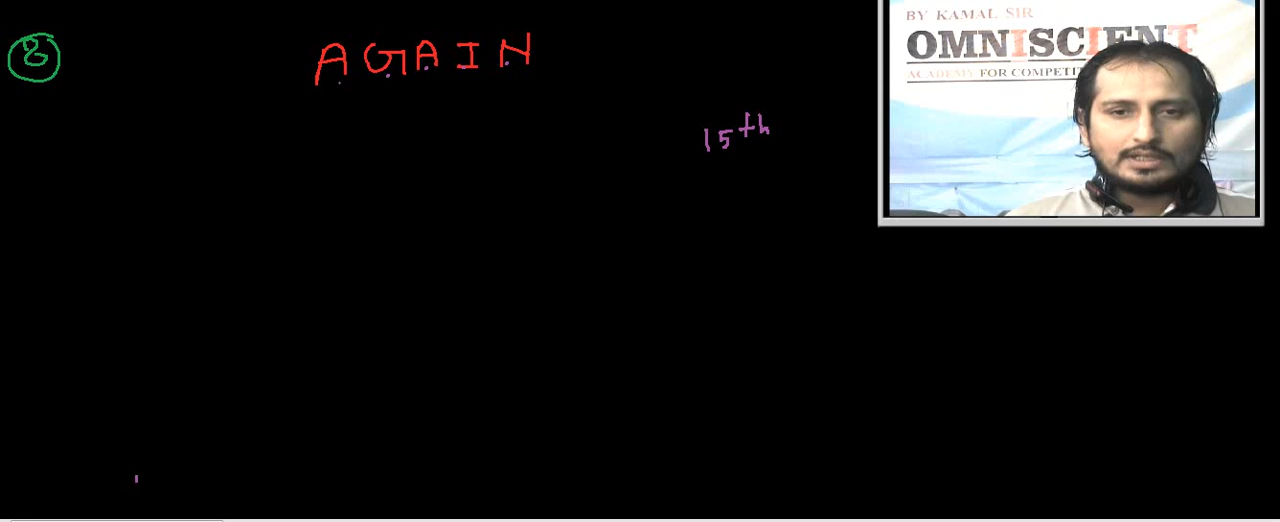 BY KAMAL SIR
OMNISCIENT
ACADEMY FOR COMPETI
8 AGAIN
15th